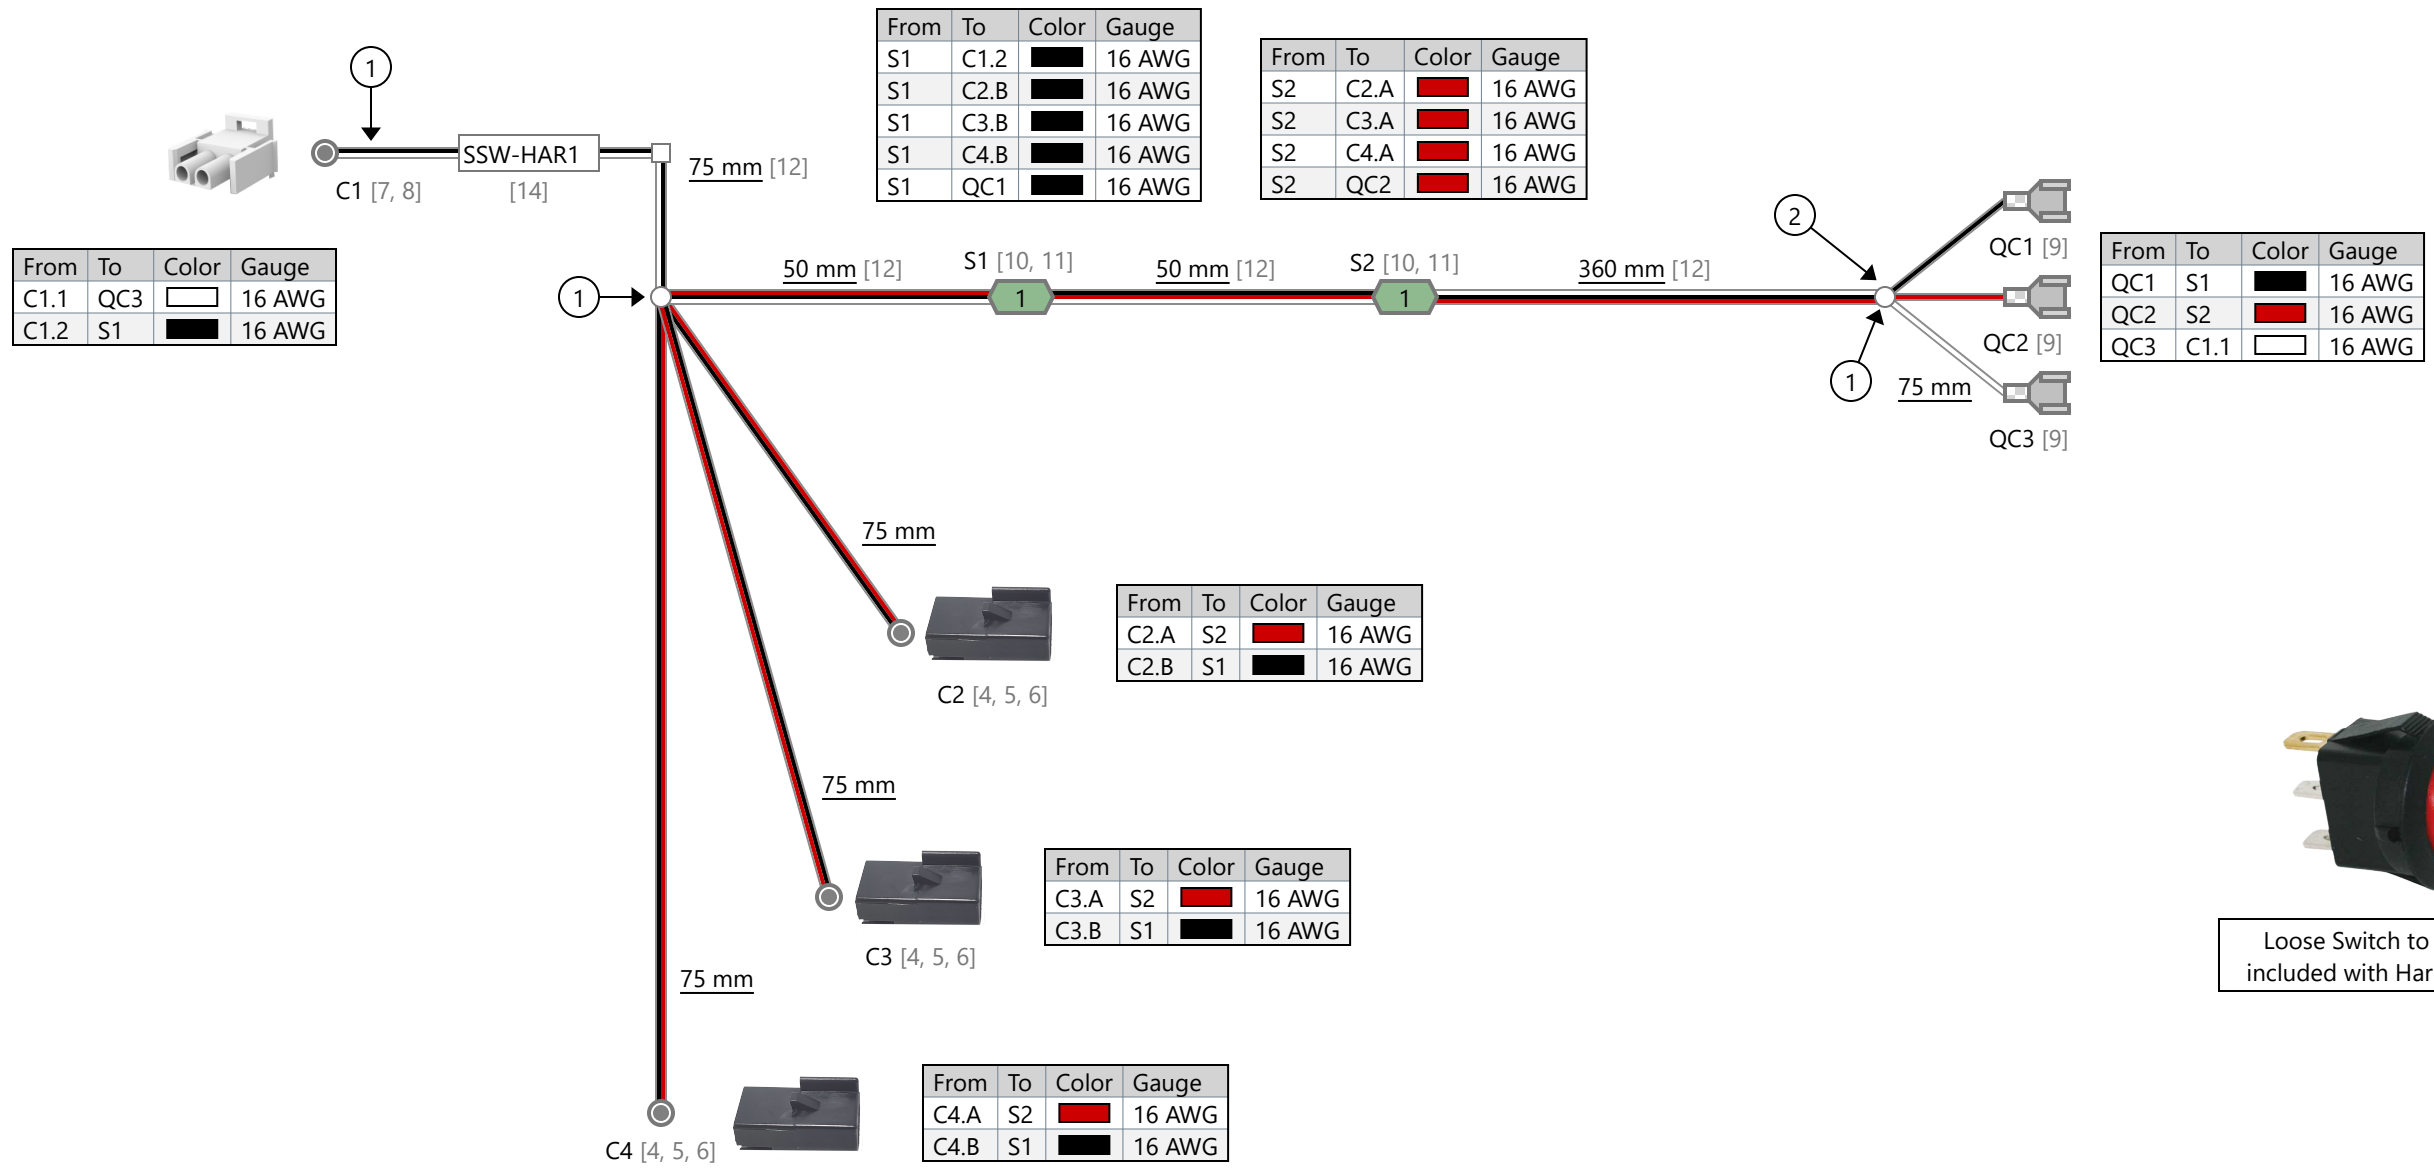 1
SSW-HAR1
C1 [7, 8]
[14]
75 mm [12]
From To Color Gauge
C1.1 QC3 16 AWG
C1.2 S1 16 AWG
From To Color Gauge
S1 C1.2 16 AWG
S1 C2.B 16 AWG
S1 C3.B 16 AWG
S1 C4.B 16 AWG
S1 QC1 16 AWG
From To Color Gauge
S2 C2.A 16 AWG
S2 C3.A 16 AWG
S2 C4.A 16 AWG
S2 QC2 16 AWG
1
50 mm [12]
S1 [10, 11]
1
50 mm [12]
S2 [10, 11]
1
360 mm [12]
2
1
75 mm
QC1 [9]
QC2 [9]
QC3 [9]
From To Color Gauge
QC1 S1 16 AWG
QC2 S2 16 AWG
QC3 C1.1 16 AWG
75 mm
C2 [4, 5, 6]
From To Color Gauge
C2.A S2 16 AWG
C2.B S1 16 AWG
75 mm
C3 [4, 5, 6]
From To Color Gauge
C3.A S2 16 AWG
C3.B S1 16 AWG
75 mm
C4 [4, 5, 6]
From To Color Gauge
C4.A S2 16 AWG
C4.B S1 16 AWG
Loose Switch to
included with Har